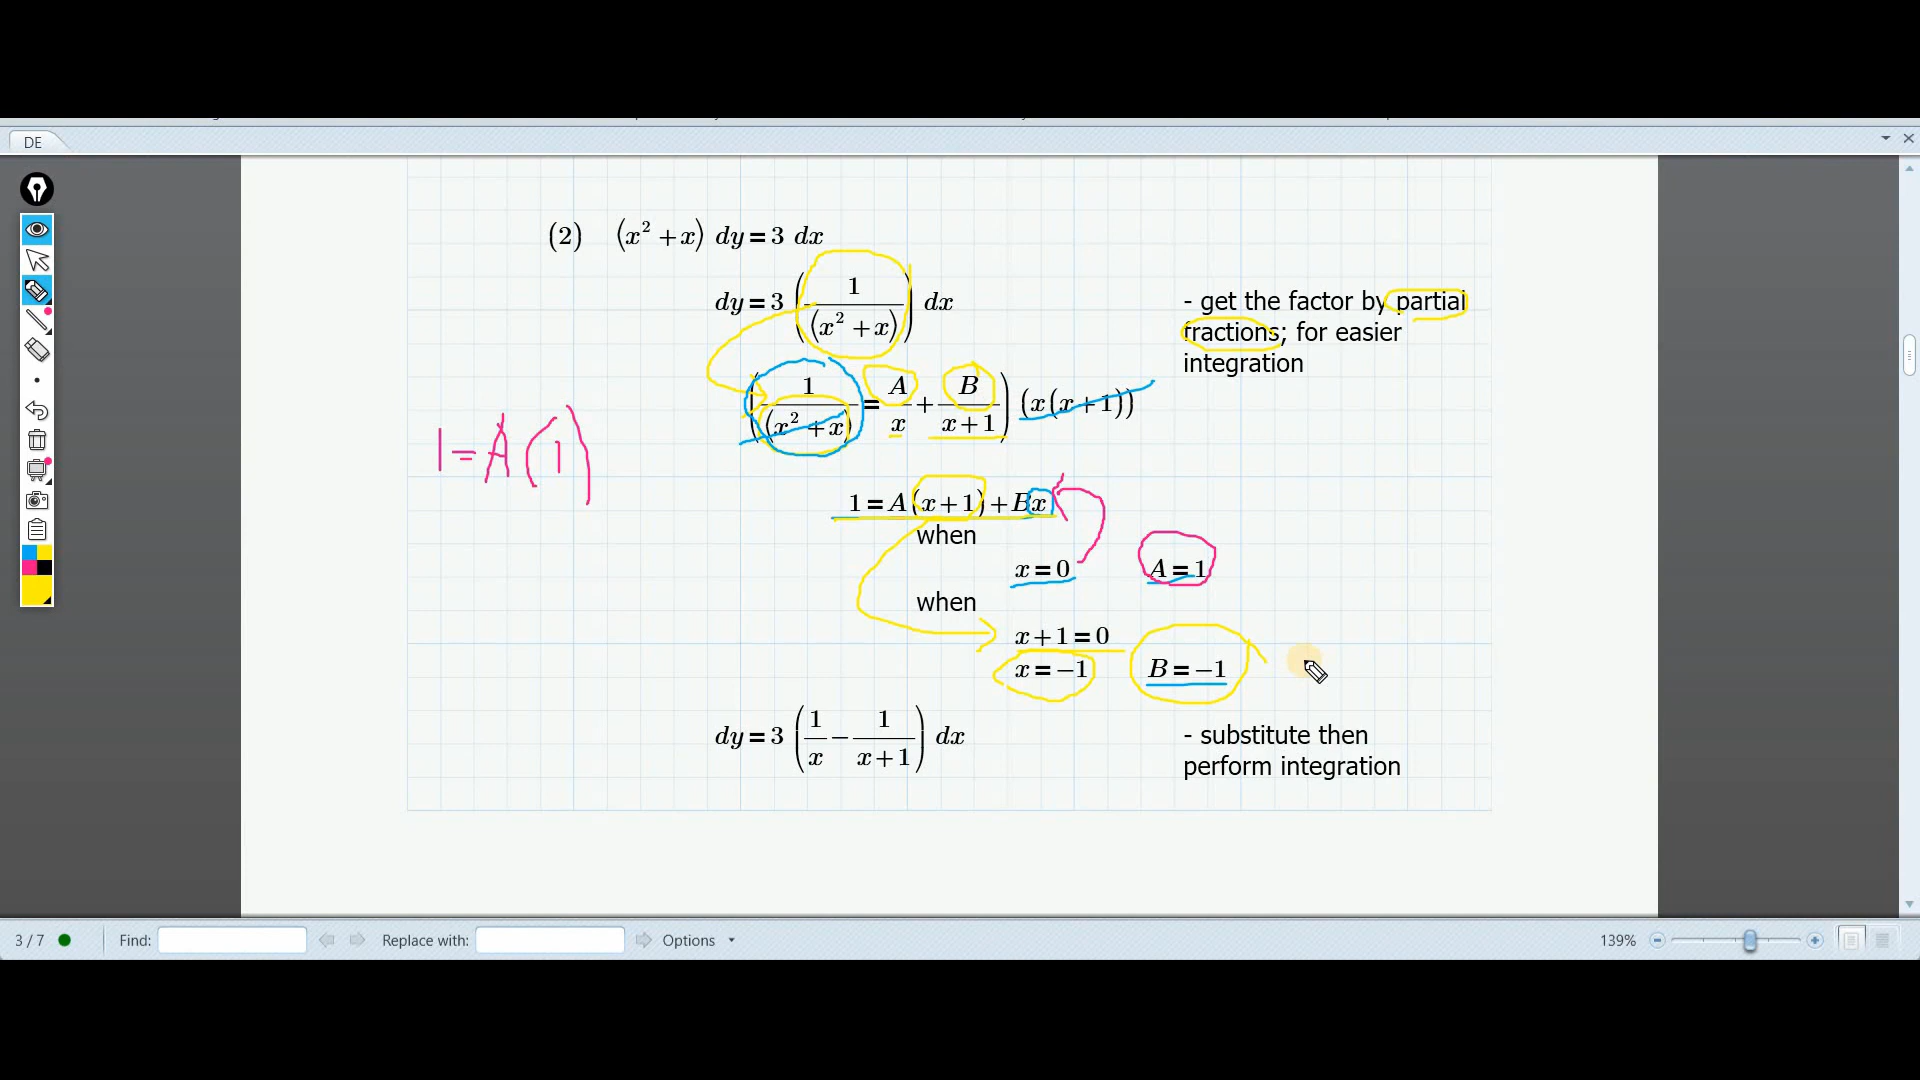 DE
(2) (x² + x) dy = 3 dx
dy = 3 (1/(x² + x)) dx
- get the factor by partial
fractions; for easier
integration
(1/(x² + x) = A/x + B/(x + 1)) (x(x + 1))
1 = A(1)
1 = A(x + 1) + Bx
when
x = 0 A = 1
when
x + 1 = 0
x = −1 B = −1
dy = 3 (1/x − 1/(x + 1)) dx
- substitute then
perform integration
3 / 7 Find: Replace with: Options 139%